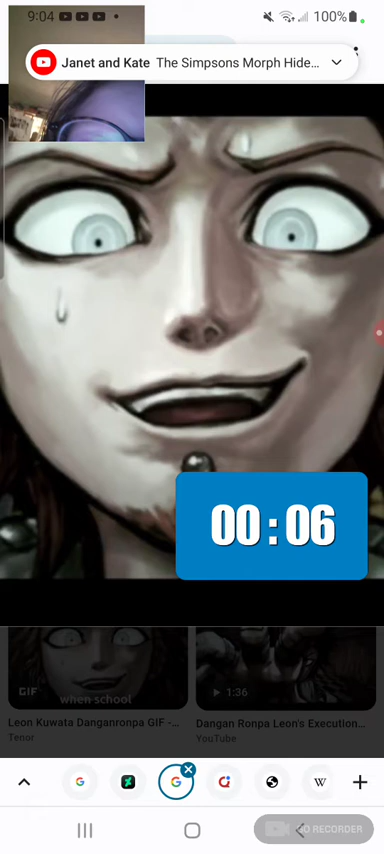 9:04
100%
Janet and Kate The Simpsons Morph Hide...
00:06
GIF
when school
1:36
Leon Kuwata Danganronpa GIF -...
Tenor
Dangan Ronpa Leon's Execution...
YouTube
G
G
W
GO RECORDER